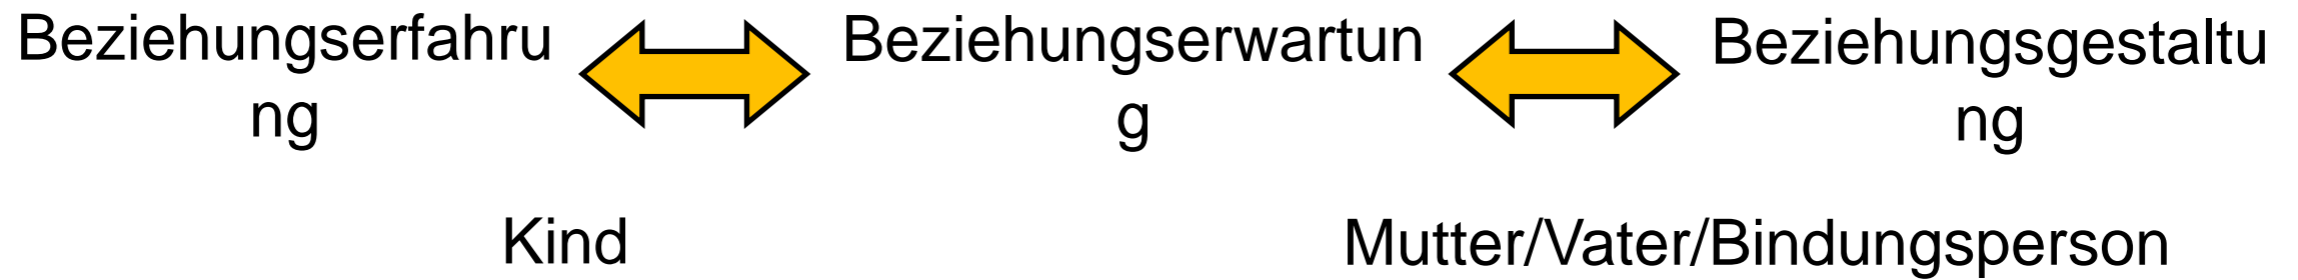 Beziehungserfahru
ng
Beziehungserwartun
g
Beziehungsgestaltu
ng
Kind
Mutter/Vater/Bindungsperson